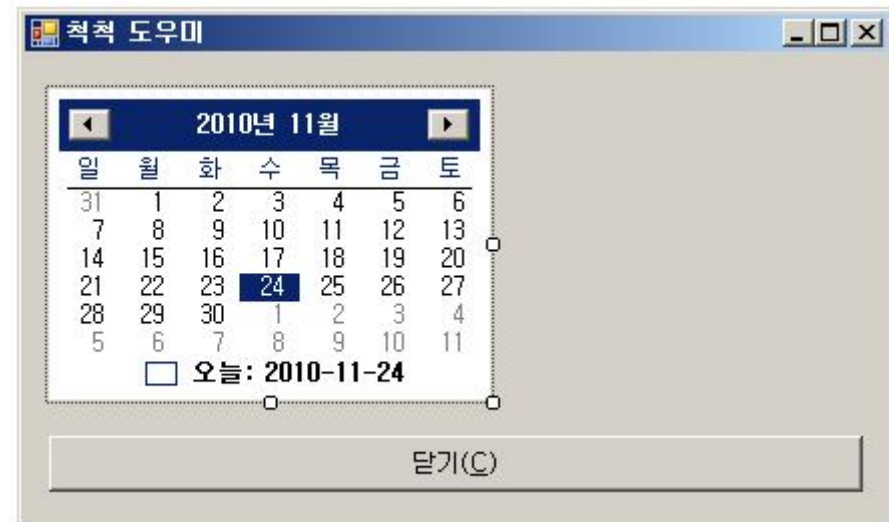 척척 도우미
2010년 11월
일 월 화 수 목 금 토
31 1 2 3 4 5 6
7 8 9 10 11 12 13
14 15 16 17 18 19 20
21 22 23 24 25 26 27
28 29 30 1 2 3 4
5 6 7 8 9 10 11
오늘: 2010-11-24
닫기(C)